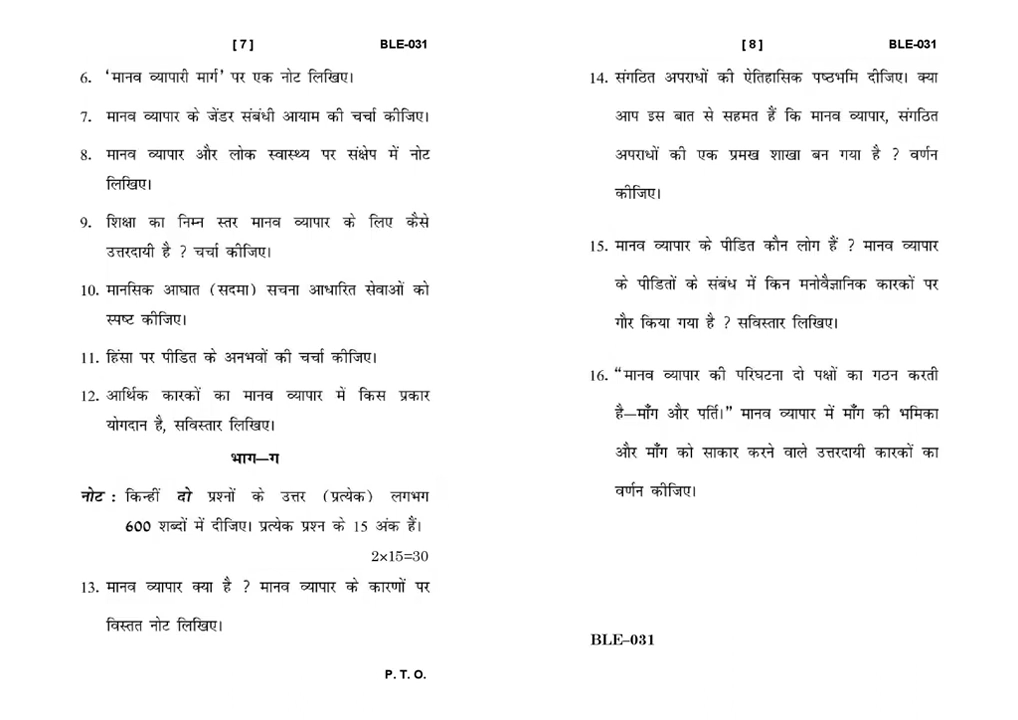 [ 7 ] BLE-031
6. ‘मानव व्यापारी मार्ग’ पर एक नोट लिखिए।
7. मानव व्यापार के जेंडर संबंधी आयाम की चर्चा कीजिए।
8. मानव व्यापार और लोक स्वास्थ्य पर संक्षेप में नोट
लिखिए।
9. शिक्षा का निम्न स्तर मानव व्यापार के लिए कैसे
उत्तरदायी है ? चर्चा कीजिए।
10. मानसिक आघात (सदमा) सचना आधारित सेवाओं को
स्पष्ट कीजिए।
11. हिंसा पर पीडित के अनभवों की चर्चा कीजिए।
12. आर्थिक कारकों का मानव व्यापार में किस प्रकार
योगदान है, सविस्तार लिखिए।
भाग—ग
नोट : किन्हीं दो प्रश्नों के उत्तर (प्रत्येक) लगभग
600 शब्दों में दीजिए। प्रत्येक प्रश्न के 15 अंक हैं।
2×15=30
13. मानव व्यापार क्या है ? मानव व्यापार के कारणों पर
विस्तत नोट लिखिए।
P. T. O.
[ 8 ] BLE-031
14. संगठित अपराधों की ऐतिहासिक पष्ठभमि दीजिए। क्या
आप इस बात से सहमत हैं कि मानव व्यापार, संगठित
अपराधों की एक प्रमख शाखा बन गया है ? वर्णन
कीजिए।
15. मानव व्यापार के पीडित कौन लोग हैं ? मानव व्यापार
के पीडितों के संबंध में किन मनोवैज्ञानिक कारकों पर
गौर किया गया है ? सविस्तार लिखिए।
16. “मानव व्यापार की परिघटना दो पक्षों का गठन करती
है—माँग और पर्ति।” मानव व्यापार में माँग की भमिका
और माँग को साकार करने वाले उत्तरदायी कारकों का
वर्णन कीजिए।
BLE–031